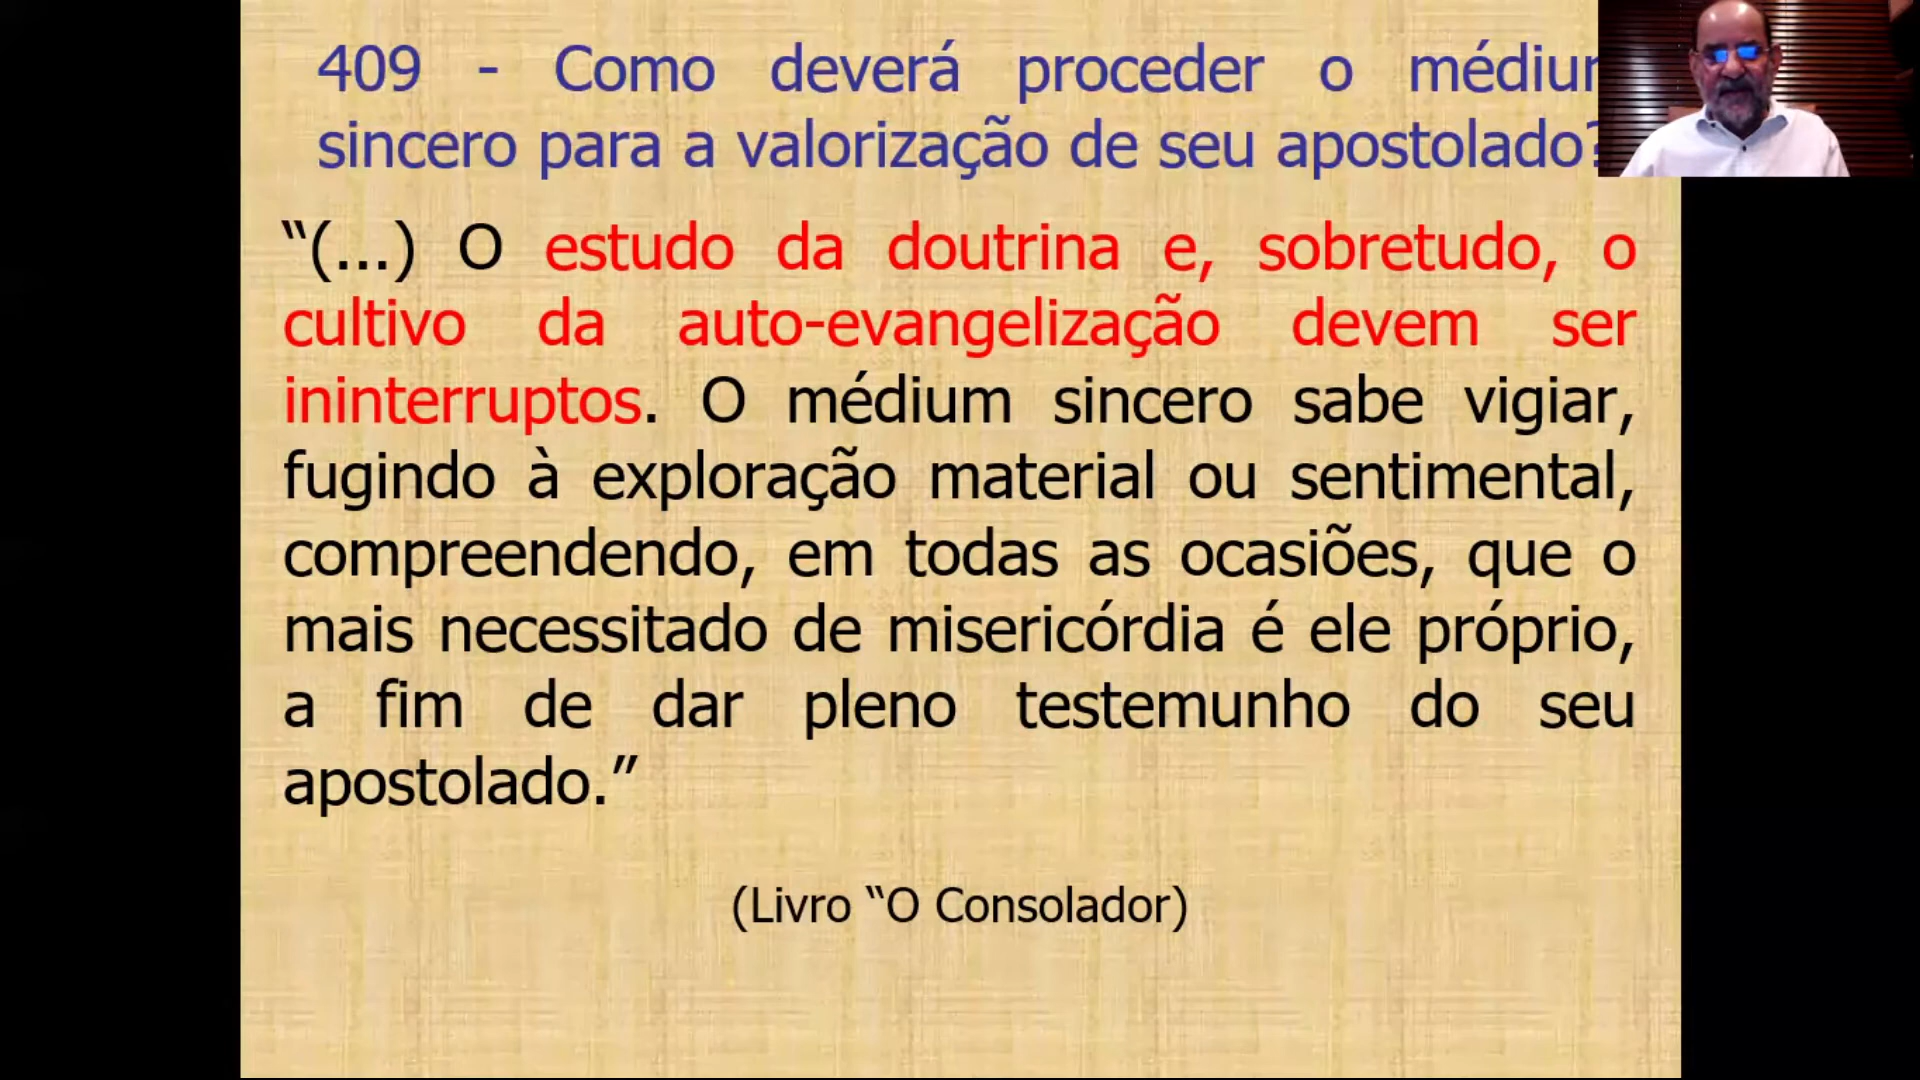 409 - Como deverá proceder o
sincero para a valorização de seu apostolado?
“(...) O estudo da doutrina e, sobretudo, o
cultivo da auto-evangelização devem ser
ininterruptos. O médium sincero sabe vigiar,
fugindo à exploração material ou sentimental,
compreendendo, em todas as ocasiões, que o
mais necessitado de misericórdia é ele próprio,
a fim de dar pleno testemunho do seu
apostolado.”
(Livro “O Consolador)